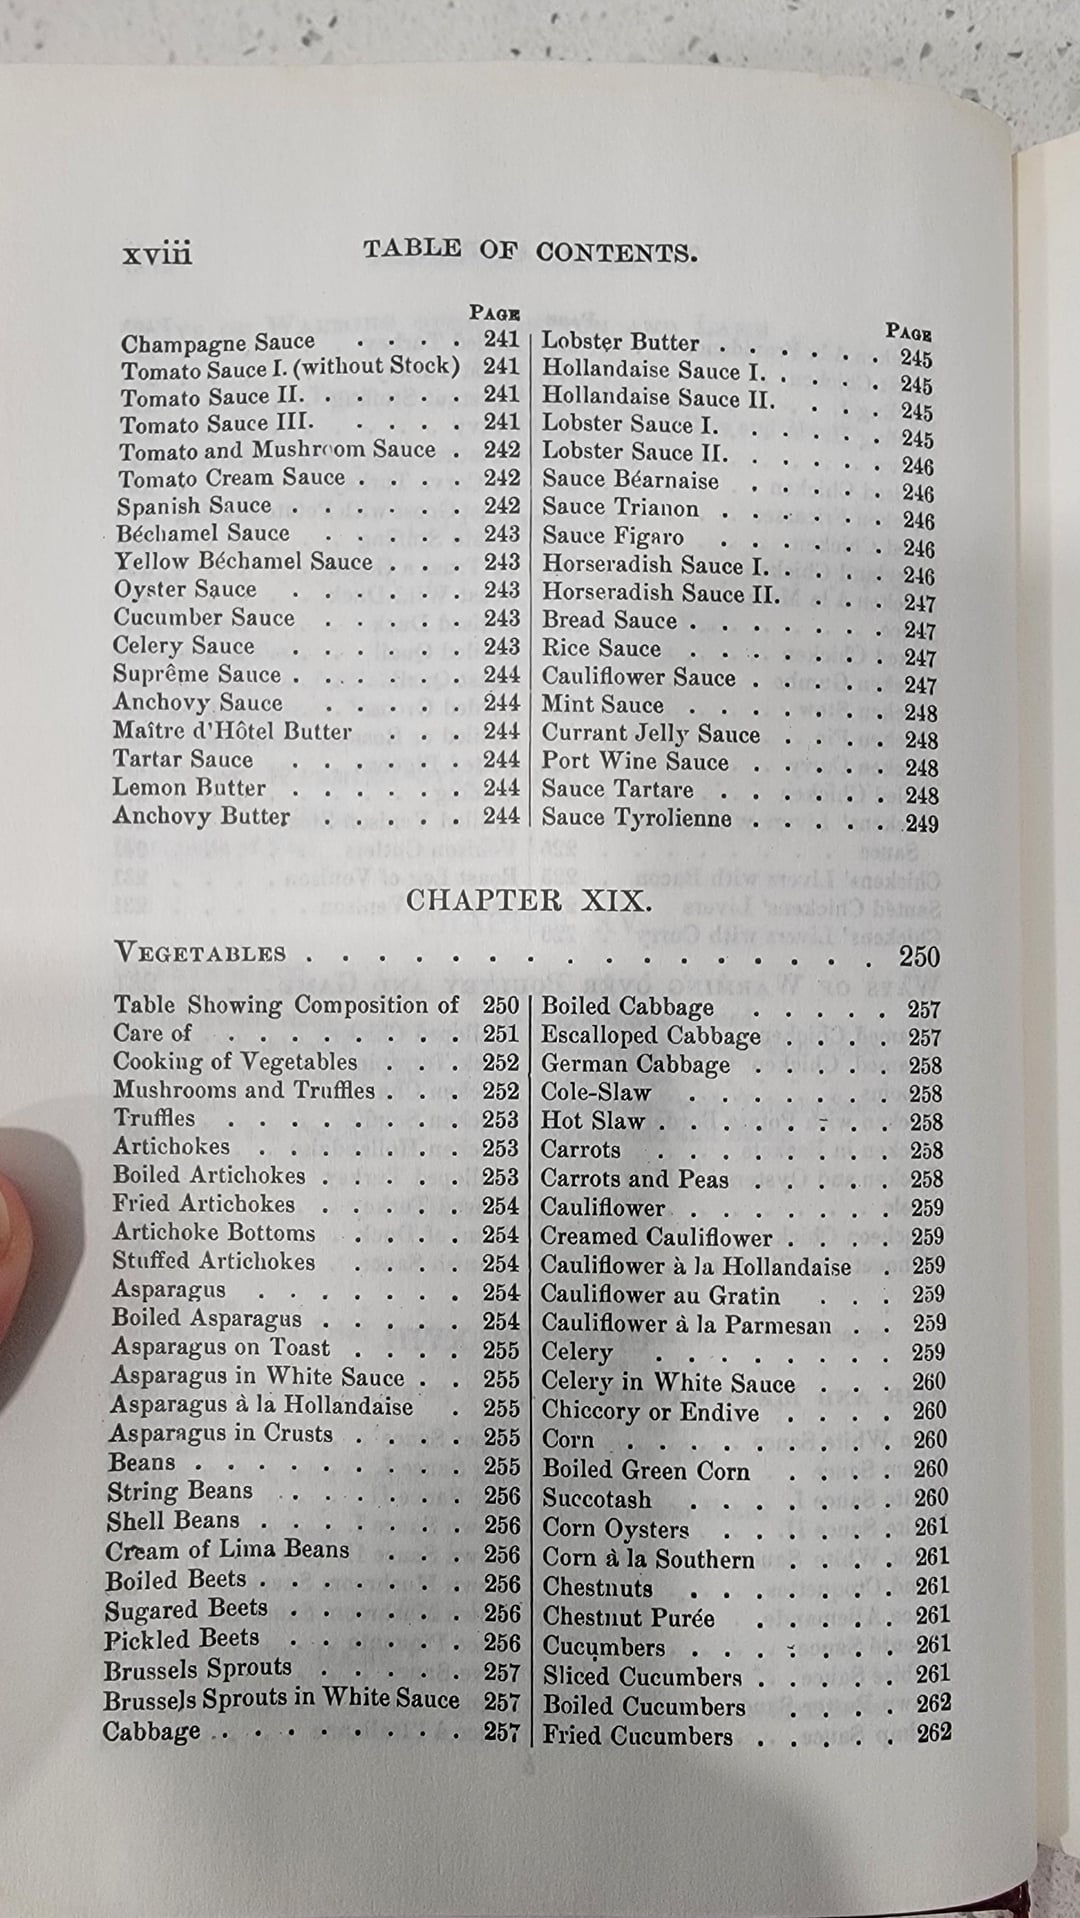 xviii TABLE OF CONTENTS.
PAGE
Champagne Sauce . . . . 241
Tomato Sauce I. (without Stock) 241
Tomato Sauce II. . . . . . 241
Tomato Sauce III. . . . . 241
Tomato and Mushroom Sauce . 242
Tomato Cream Sauce . . . . 242
Spanish Sauce . . . . . . 242
Béchamel Sauce . . . . . 243
Yellow Béchamel Sauce . . . 243
Oyster Sauce . . . . . . 243
Cucumber Sauce . . . . . 243
Celery Sauce . . . . . . 243
Suprême Sauce . . . . . . 244
Anchovy Sauce . . . . . 244
Maître d'Hôtel Butter . . . 244
Tartar Sauce . . . . . . 244
Lemon Butter . . . . . . 244
Anchovy Butter . . . . . 244
PAGE
Lobster Butter . . . . . . 245
Hollandaise Sauce I. . . . . 245
Hollandaise Sauce II. . . . 245
Lobster Sauce I. . . . . . 245
Lobster Sauce II. . . . . . 246
Sauce Béarnaise . . . . . 246
Sauce Trianon . . . . . . 246
Sauce Figaro . . . . . . 246
Horseradish Sauce I. . . . . 246
Horseradish Sauce II. . . . 247
Bread Sauce . . . . . . . 247
Rice Sauce . . . . . . . 247
Cauliflower Sauce . . . . . 247
Mint Sauce . . . . . . . 248
Currant Jelly Sauce . . . . 248
Port Wine Sauce . . . . . 248
Sauce Tartare . . . . . . 248
Sauce Tyrolienne . . . . . 249
CHAPTER XIX.
VEGETABLES . . . . . . . . . . . . . . . . 250
Table Showing Composition of 250
Care of . . . . . . . . 251
Cooking of Vegetables . . . 252
Mushrooms and Truffles . . . 252
Truffles . . . . . . . . 253
Artichokes . . . . . . . 253
Boiled Artichokes . . . . . 253
Fried Artichokes . . . . . 254
Artichoke Bottoms . . . . 254
Stuffed Artichokes . . . . 254
Asparagus . . . . . . . 254
Boiled Asparagus . . . . . 254
Asparagus on Toast . . . . 255
Asparagus in White Sauce . . 255
Asparagus à la Hollandaise . 255
Asparagus in Crusts . . . . 255
Beans . . . . . . . . . 255
String Beans . . . . . . 256
Shell Beans . . . . . . . 256
Cream of Lima Beans . . . 256
Boiled Beets . . . . . . . 256
Sugared Beets . . . . . . 256
Pickled Beets . . . . . . 256
Brussels Sprouts . . . . . 257
Brussels Sprouts in White Sauce 257
Cabbage . . . . . . . . 257
Boiled Cabbage . . . . . 257
Escalloped Cabbage . . . . 257
German Cabbage . . . . . 258
Cole-Slaw . . . . . . . 258
Hot Slaw . . . . . . . . 258
Carrots . . . . . . . . 258
Carrots and Peas . . . . . 258
Cauliflower . . . . . . . 259
Creamed Cauliflower . . . . 259
Cauliflower à la Hollandaise . 259
Cauliflower au Gratin . . . 259
Cauliflower à la Parmesan . . 259
Celery . . . . . . . . 259
Celery in White Sauce . . . 260
Chiccory or Endive . . . . 260
Corn . . . . . . . . . 260
Boiled Green Corn . . . . 260
Succotash . . . . . . . 260
Corn Oysters . . . . . . 261
Corn à la Southern . . . . 261
Chestnuts . . . . . . . 261
Chestnut Purée . . . . . 261
Cucumbers . . . . . . . 261
Sliced Cucumbers . . . . . 261
Boiled Cucumbers . . . . 262
Fried Cucumbers . . . . . 262